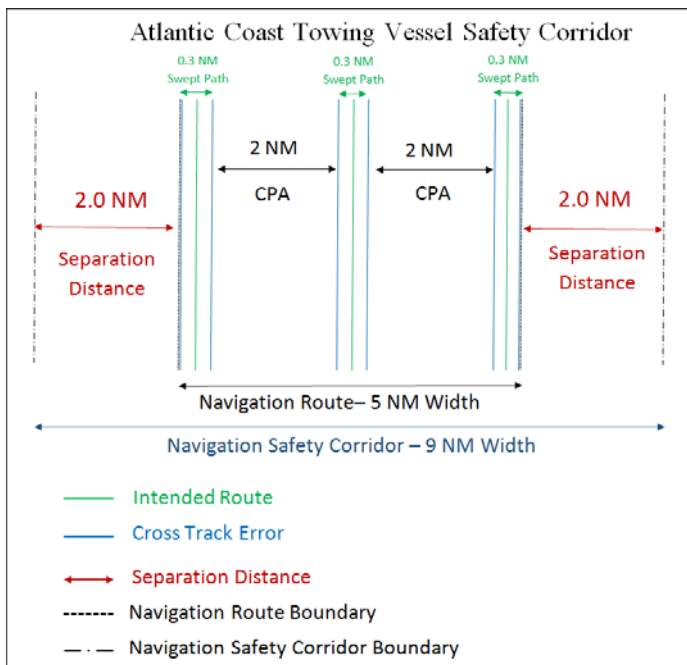 Atlantic Coast Towing Vessel Safety Corridor
0.3 NM
Swept Path
0.3 NM
Swept Path
0.3 NM
Swept Path
2 NM
CPA
2 NM
CPA
2.0 NM
Separation
Distance
2.0 NM
Separation
Distance
Navigation Route– 5 NM Width
Navigation Safety Corridor – 9 NM Width
Intended Route
Cross Track Error
Separation Distance
Navigation Route Boundary
Navigation Safety Corridor Boundary